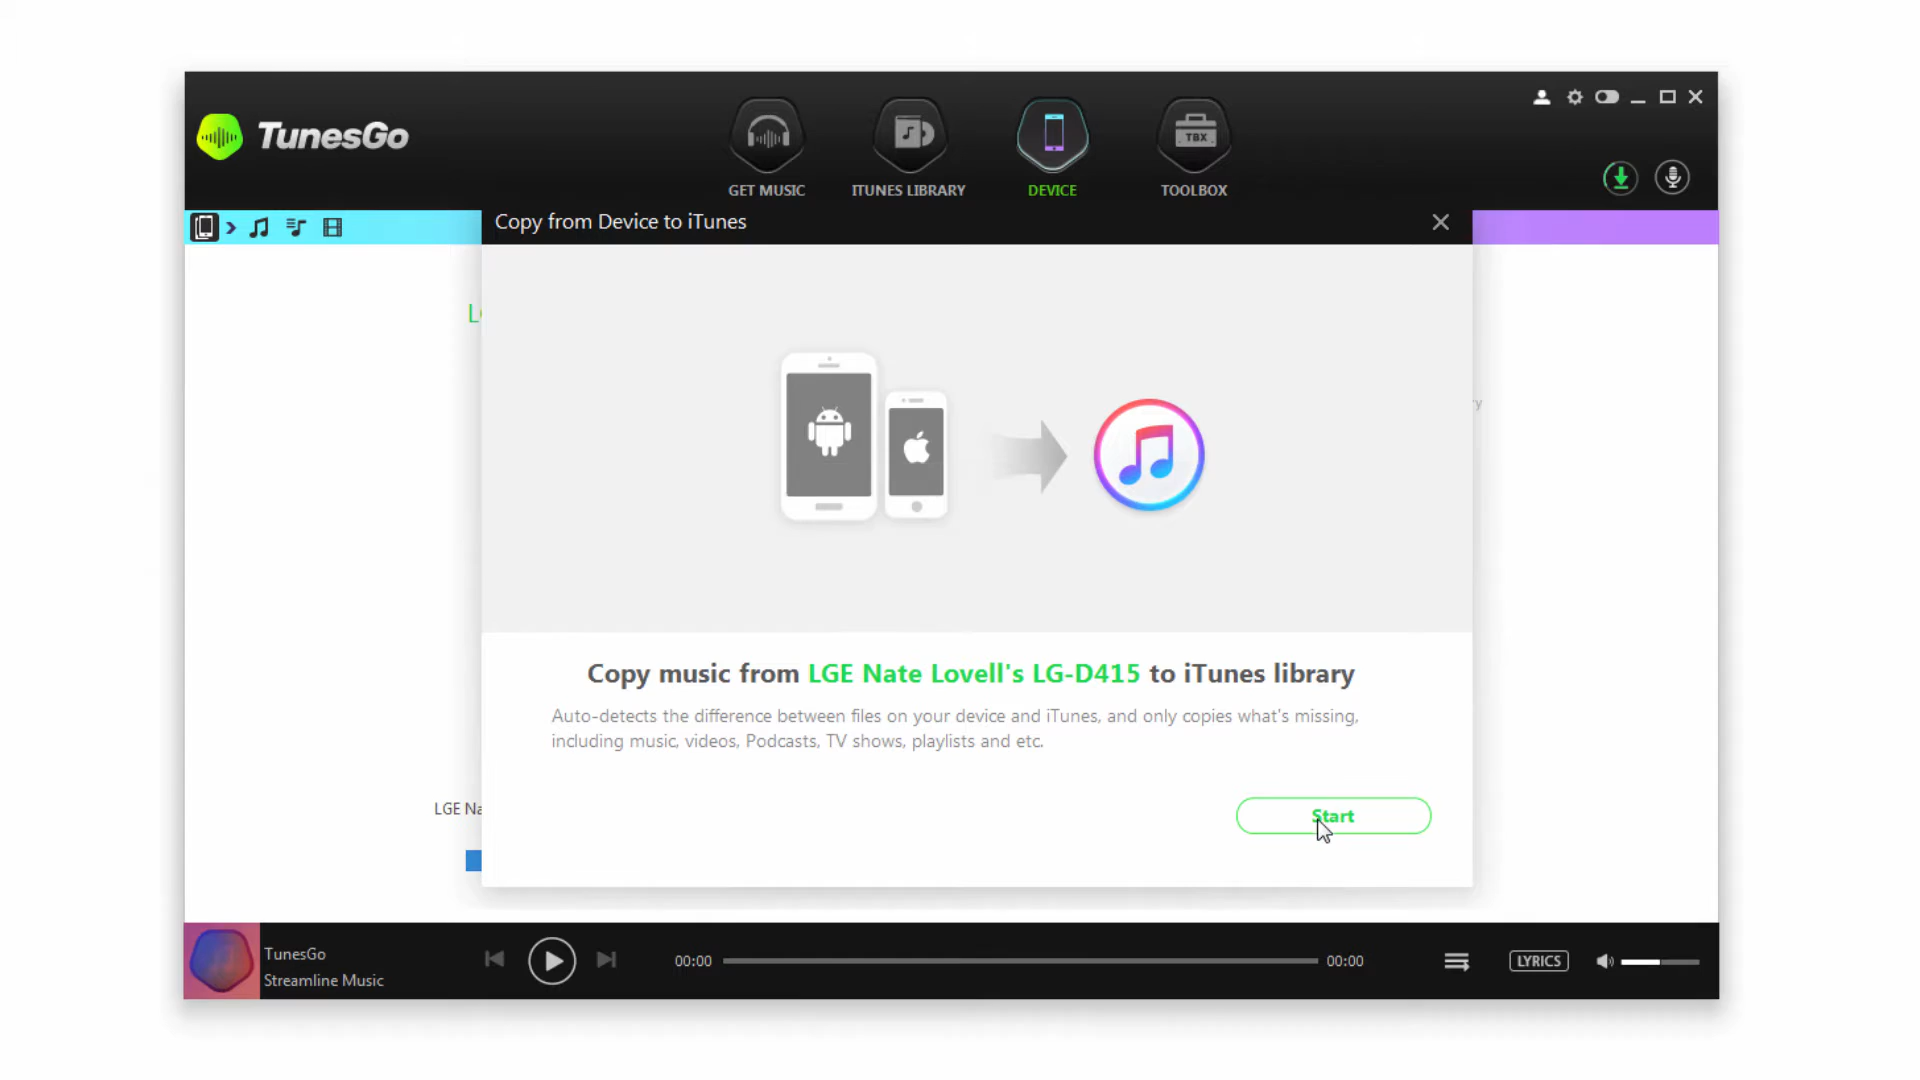 TunesGo
GET MUSIC
ITUNES LIBRARY
TBX
DEVICE
TOOLBOX
Copy from Device to iTunes
Copy music from LGE Nate Lovell's LG-D415 to iTunes library
Auto-detects the difference between files on your device and iTunes, and only copies what's missing,
including music, videos, Podcasts, TV shows, playlists and etc.
LGE Na
Start
TunesGo
Streamline Music
00:00
00:00
LYRICS